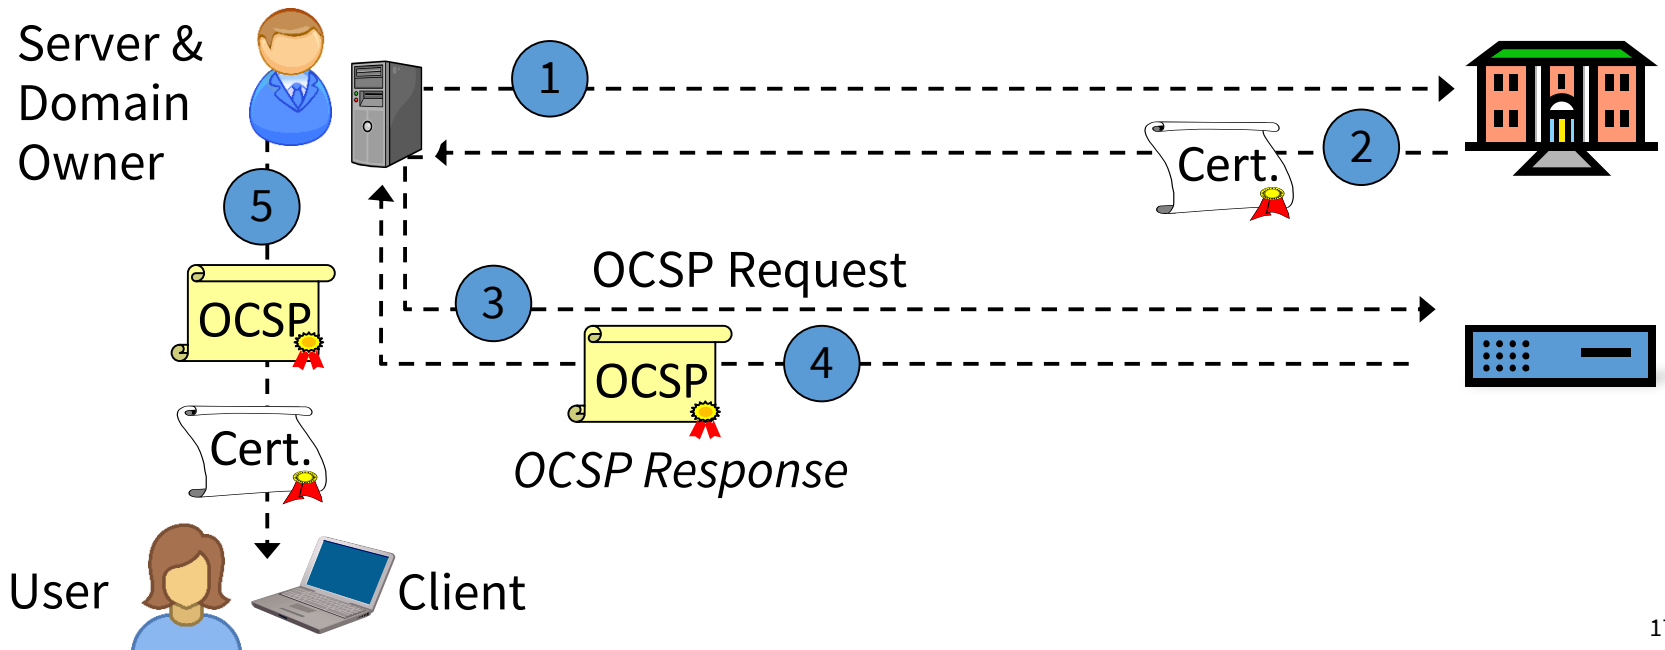 Server &
Domain
Owner
1
2
Cert.
5
OCSP Request
3
OCSP
4
OCSP
Cert.
OCSP Response
User
Client